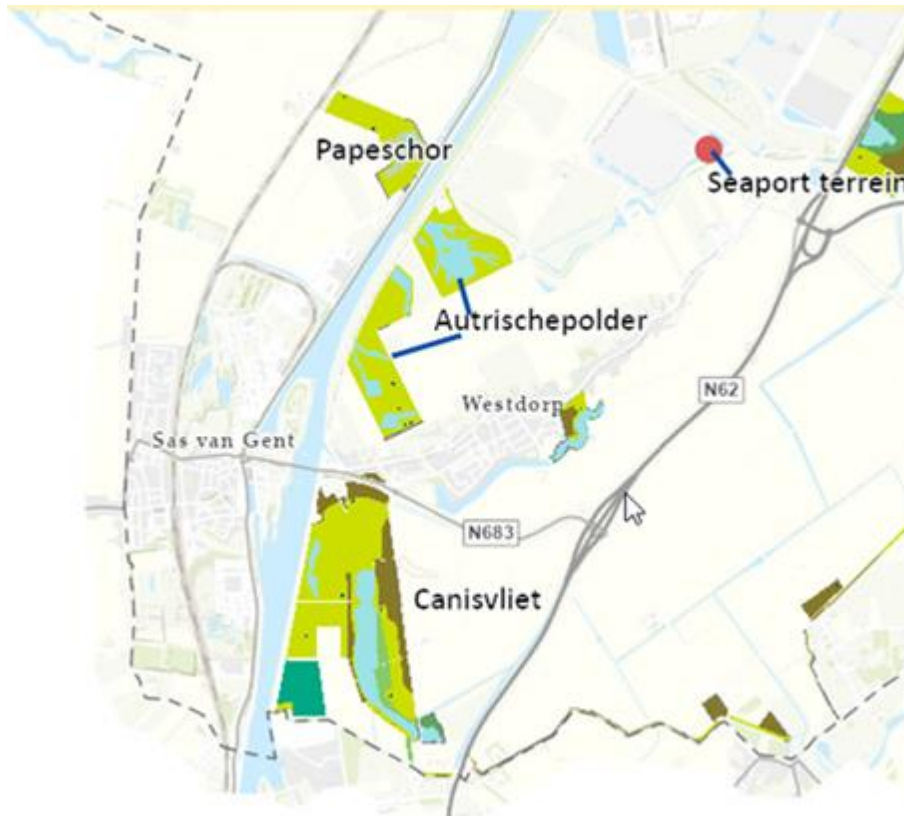 Papeschor
Seaport terrein
Autrischepolder
N62
Westdorp
Sas van Gent
N683
Canisvliet